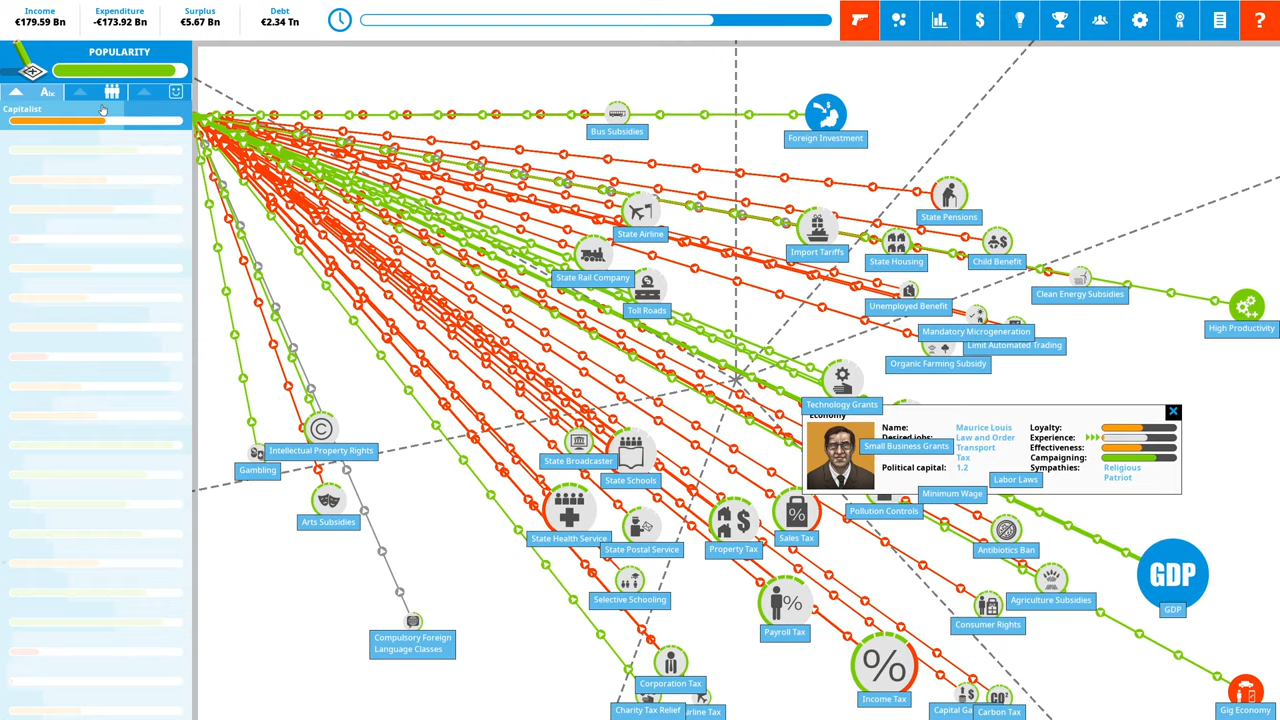 Income
Expenditure
Surplus
Debt
€179.59 Bn
-€173.92 Bn
€5.67 Bn
€2.34 Tn
$
?
POPULARITY
Capitalist
Bus Subsidies
Foreign Investment
State Pensions
State Airline
Import Tariffs
State Housing
Child Benefit
State Rail Company
Toll Roads
Clean Energy Subsidies
Unemployed Benefit
High Productivity
Mandatory Microgeneration
Limit Automated Trading
Organic Farming Subsidy
Technology Grants
Economy
Name:
Maurice Louis
Desired jobs:
Law and Order
Transport
Tax
Political capital:
1.2
Loyalty:
Experience:
Effectiveness:
Campaigning:
Sympathies:
Religious
Patriot
Small Business Grants
Labor Laws
Minimum Wage
Pollution Controls
Intellectual Property Rights
Gambling
State Broadcaster
State Schools
Arts Subsidies
State Health Service
State Postal Service
Property Tax
Sales Tax
Antibiotics Ban
Selective Schooling
Agriculture Subsidies
GDP
GDP
Payroll Tax
Consumer Rights
Compulsory Foreign
Language Classes
Corporation Tax
Income Tax
Charity Tax Relief
Carbon Tax
Gig Economy